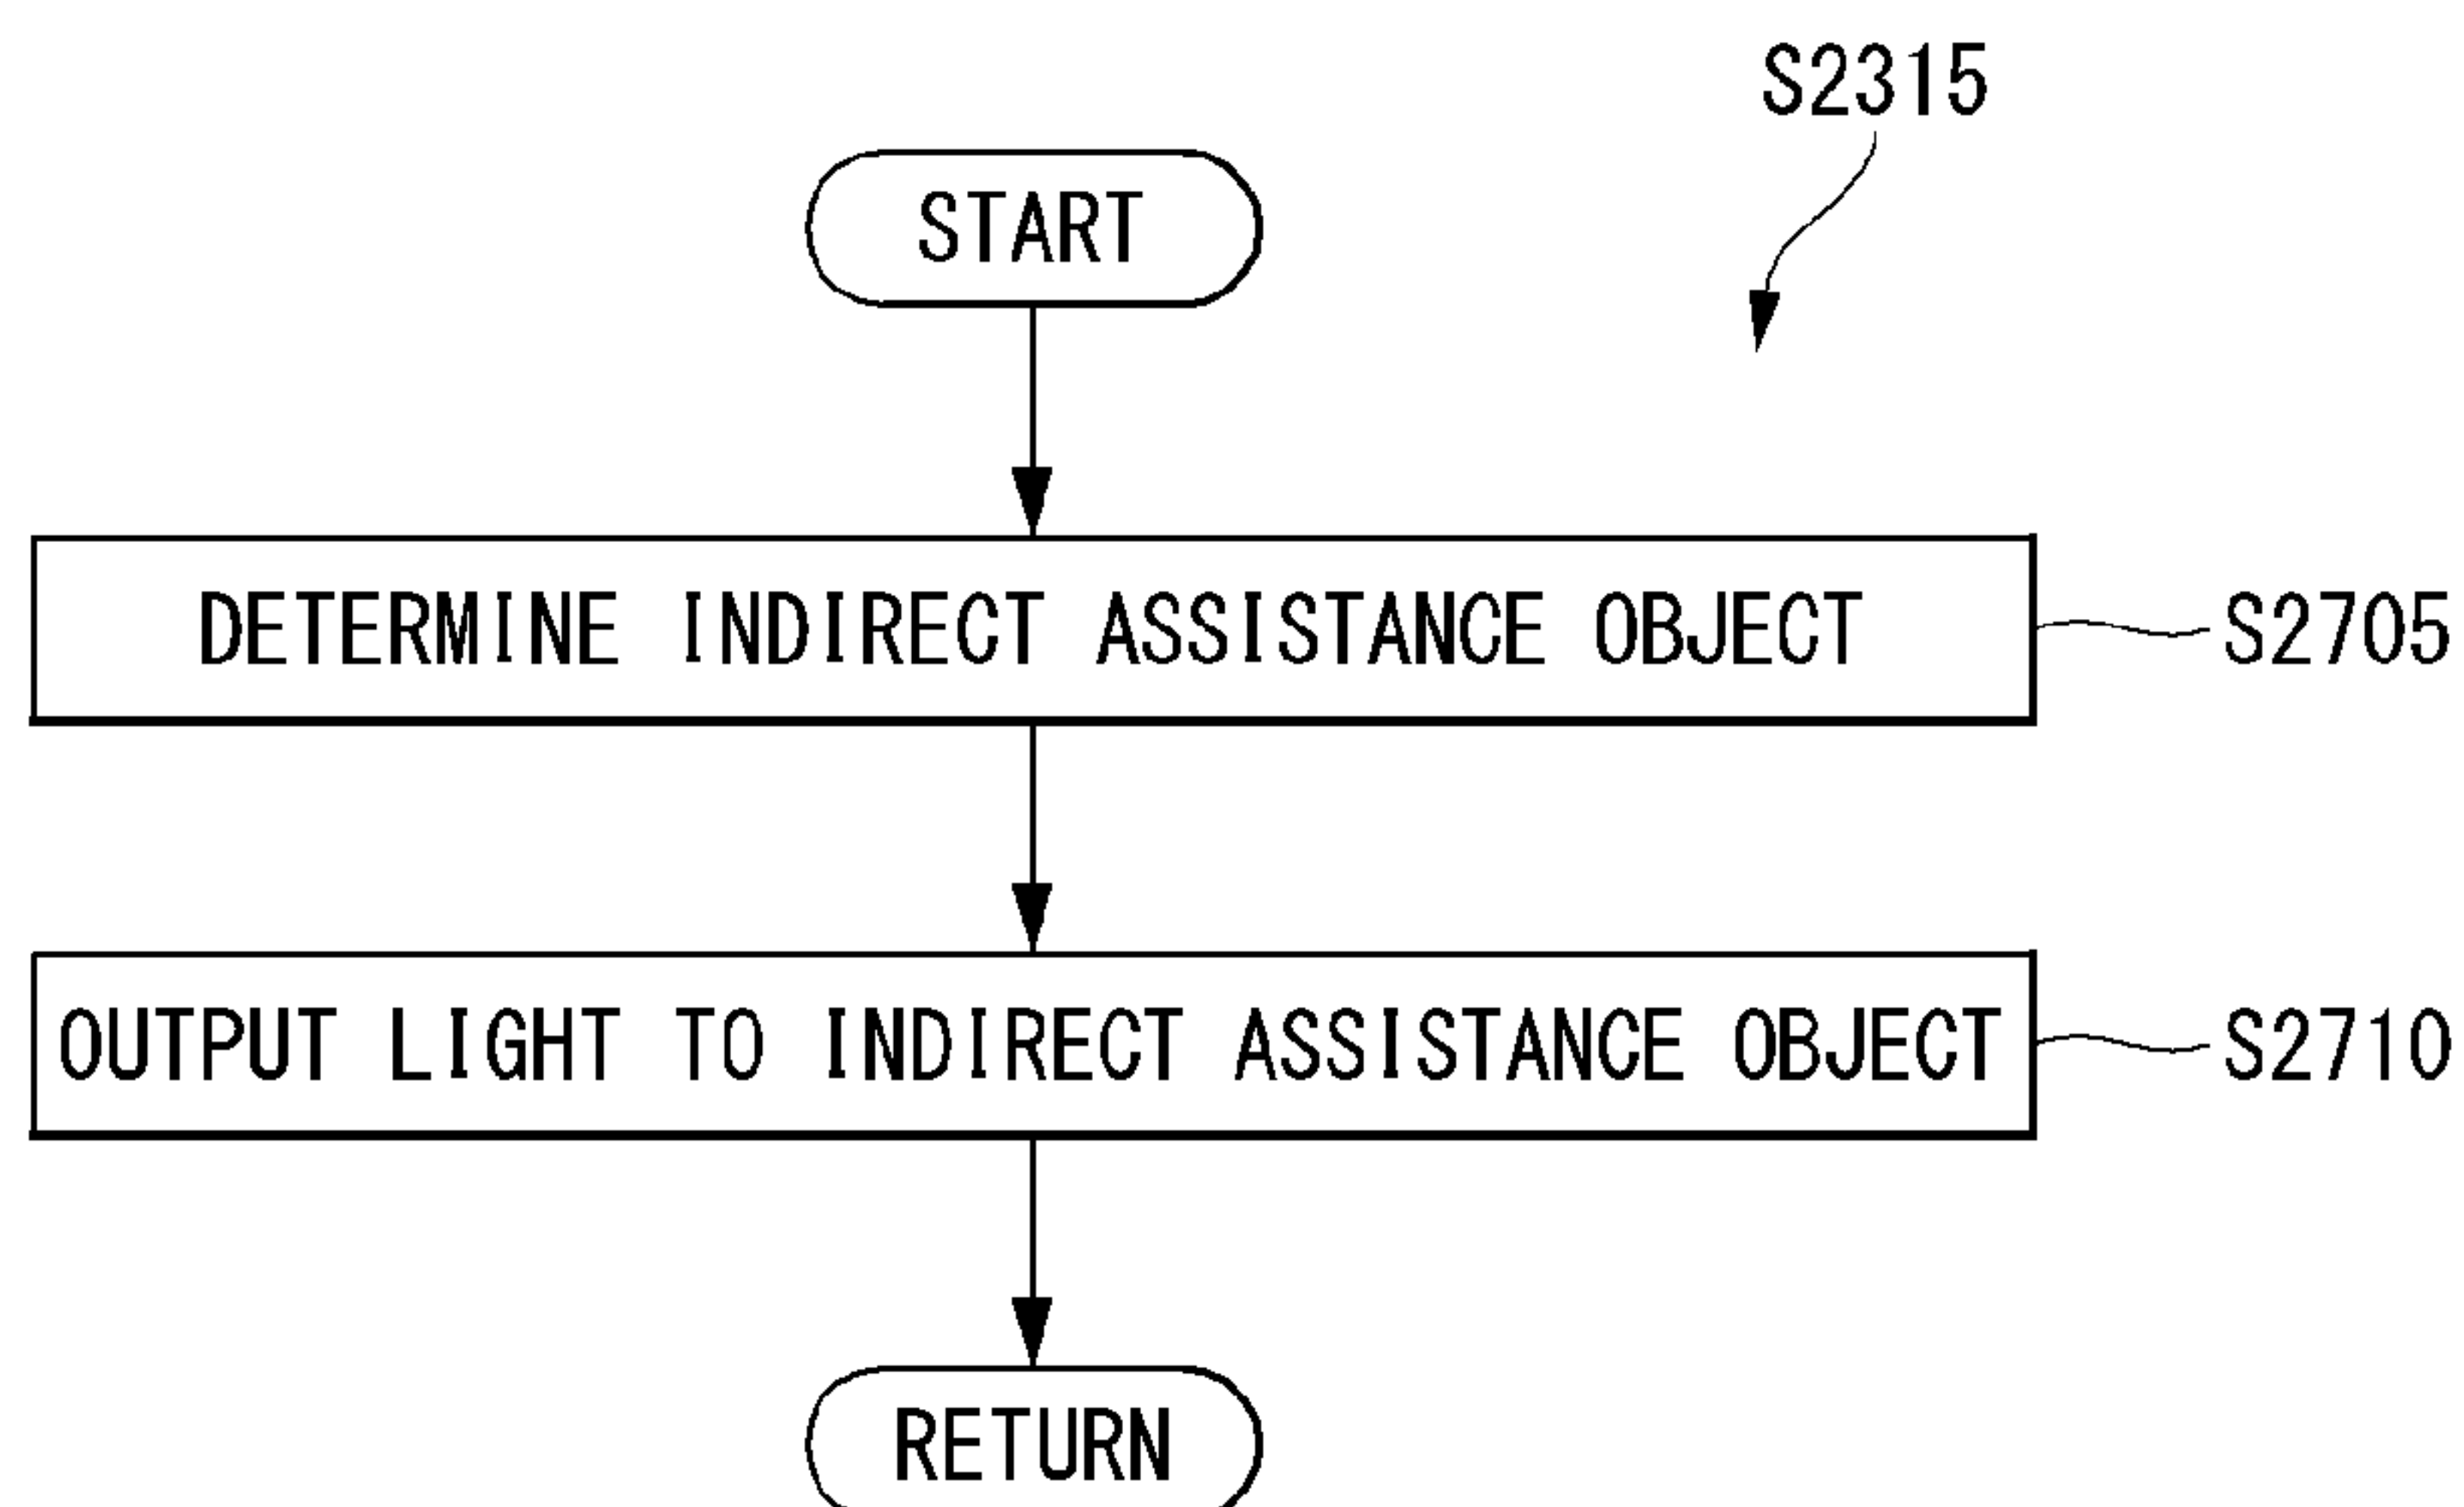 S2315
START
DETERMINE INDIRECT ASSISTANCE OBJECT
S2705
OUTPUT LIGHT TO INDIRECT ASSISTANCE OBJECT
S2710
RETURN